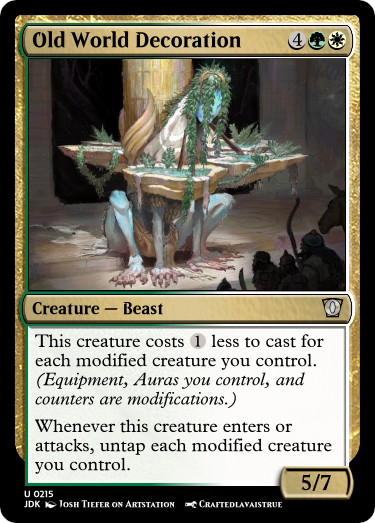 Old World Decoration 4
Creature — Beast
This creature costs 1 less to cast for
each modified creature you control.
(Equipment, Auras you control, and
counters are modifications.)
Whenever this creature enters or
attacks, untap each modified creature
you control.
5/7
U 0215
JDK Josh Tiefer on Artstation Craftedlavaistrue